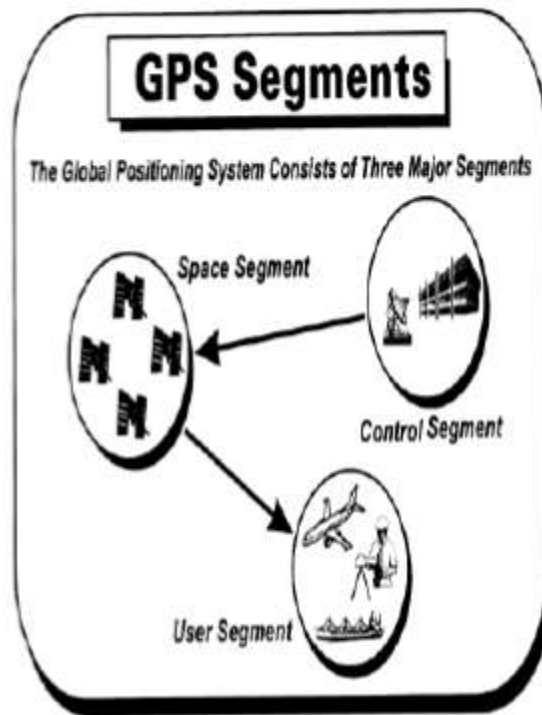 GPS Segments
The Global Positioning System Consists of Three Major Segments
Space Segment
Control Segment
User Segment